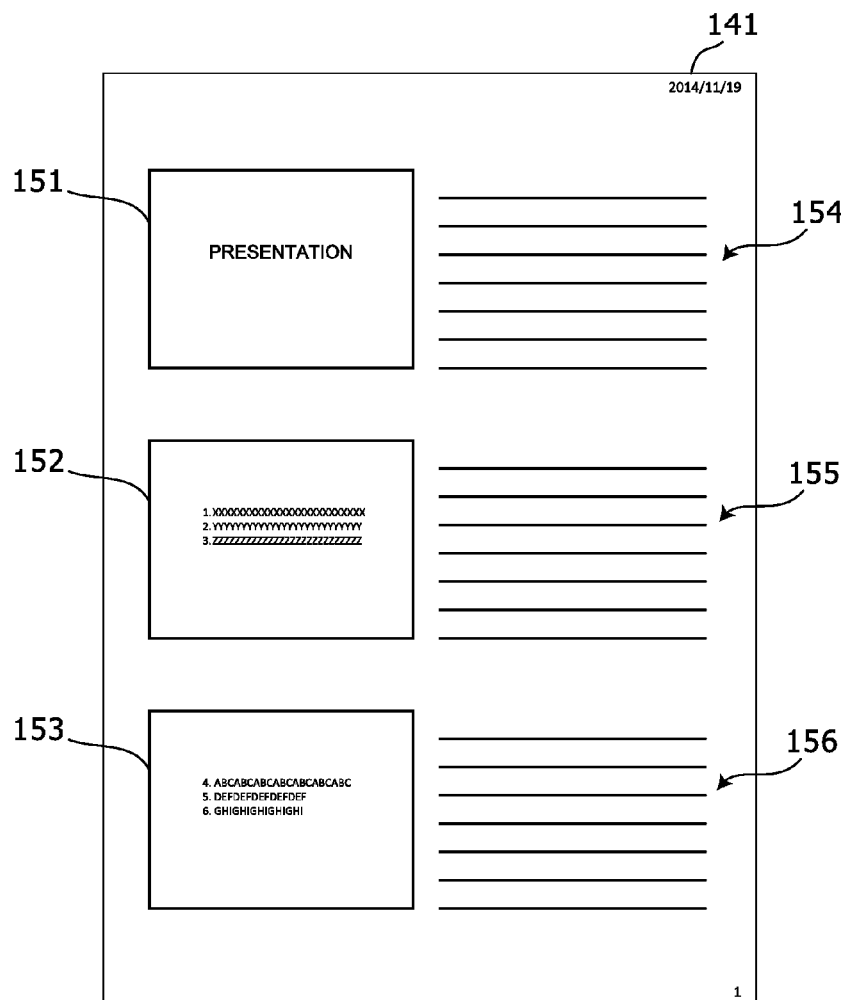 141
2014/11/19
151
PRESENTATION
154
152
1. XXXXXXXXXXXXXXXXXXXXXXXXXX
2. YYYYYYYYYYYYYYYYYYYYYYYY
3. ZZZZZZZZZZZZZZZZZZZZZZZZZZ
155
153
4. ABCABCABCABCABCABCABC
5. DEFDEFDEFDEFDEF
6. GHIGHIGHIGHIGHI
156
1